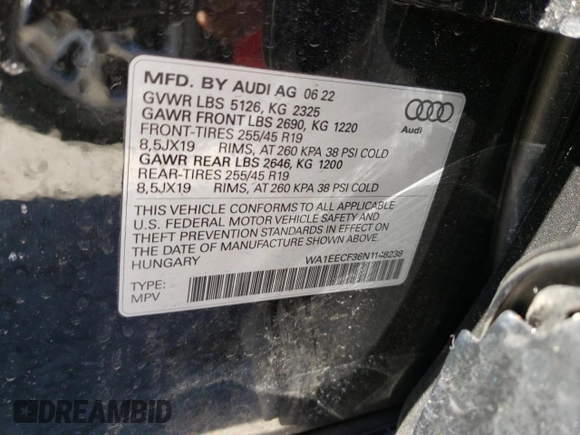 MFD. BY AUDI AG 06 22
GVWR LBS 5126, KG 2325
GAWR FRONT LBS 2690, KG 1220
FRONT-TIRES 255/45 R19
8,5JX19 RIMS, AT 260 KPA 38 PSI COLD
GAWR REAR LBS 2646, KG 1200
REAR-TIRES 255/45 R19
8,5JX19 RIMS, AT 260 KPA 38 PSI COLD
Audi
THIS VEHICLE CONFORMS TO ALL APPLICABLE
U.S. FEDERAL MOTOR VEHICLE SAFETY AND
THEFT PREVENTION STANDARDS IN EFFECT ON
THE DATE OF MANUFACTURE SHOWN ABOVE.
HUNGARY
WA1EECF36N1148238
TYPE:
MPV
DREAMBID